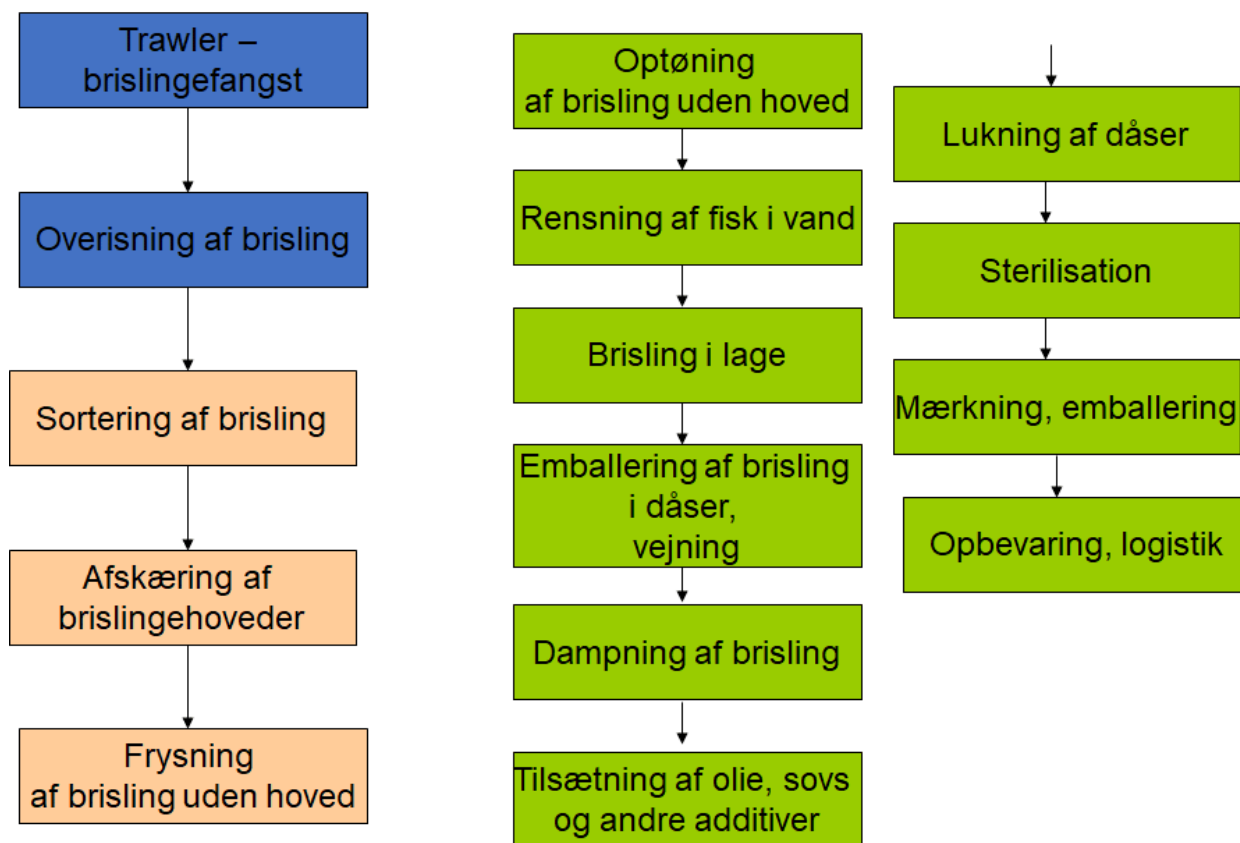 Trawler –
brislingefangst
Overisning af brisling
Sortering af brisling
Afskæring af
brislingehoveder
Frysning
af brisling uden hoved
Optøning
af brisling uden hoved
Rensning af fisk i vand
Brisling i lage
Emballering af brisling
i dåser,
vejning
Dampning af brisling
Tilsætning af olie, sovs
og andre additiver
Lukning af dåser
Sterilisation
Mærkning, emballering
Opbevaring, logistik